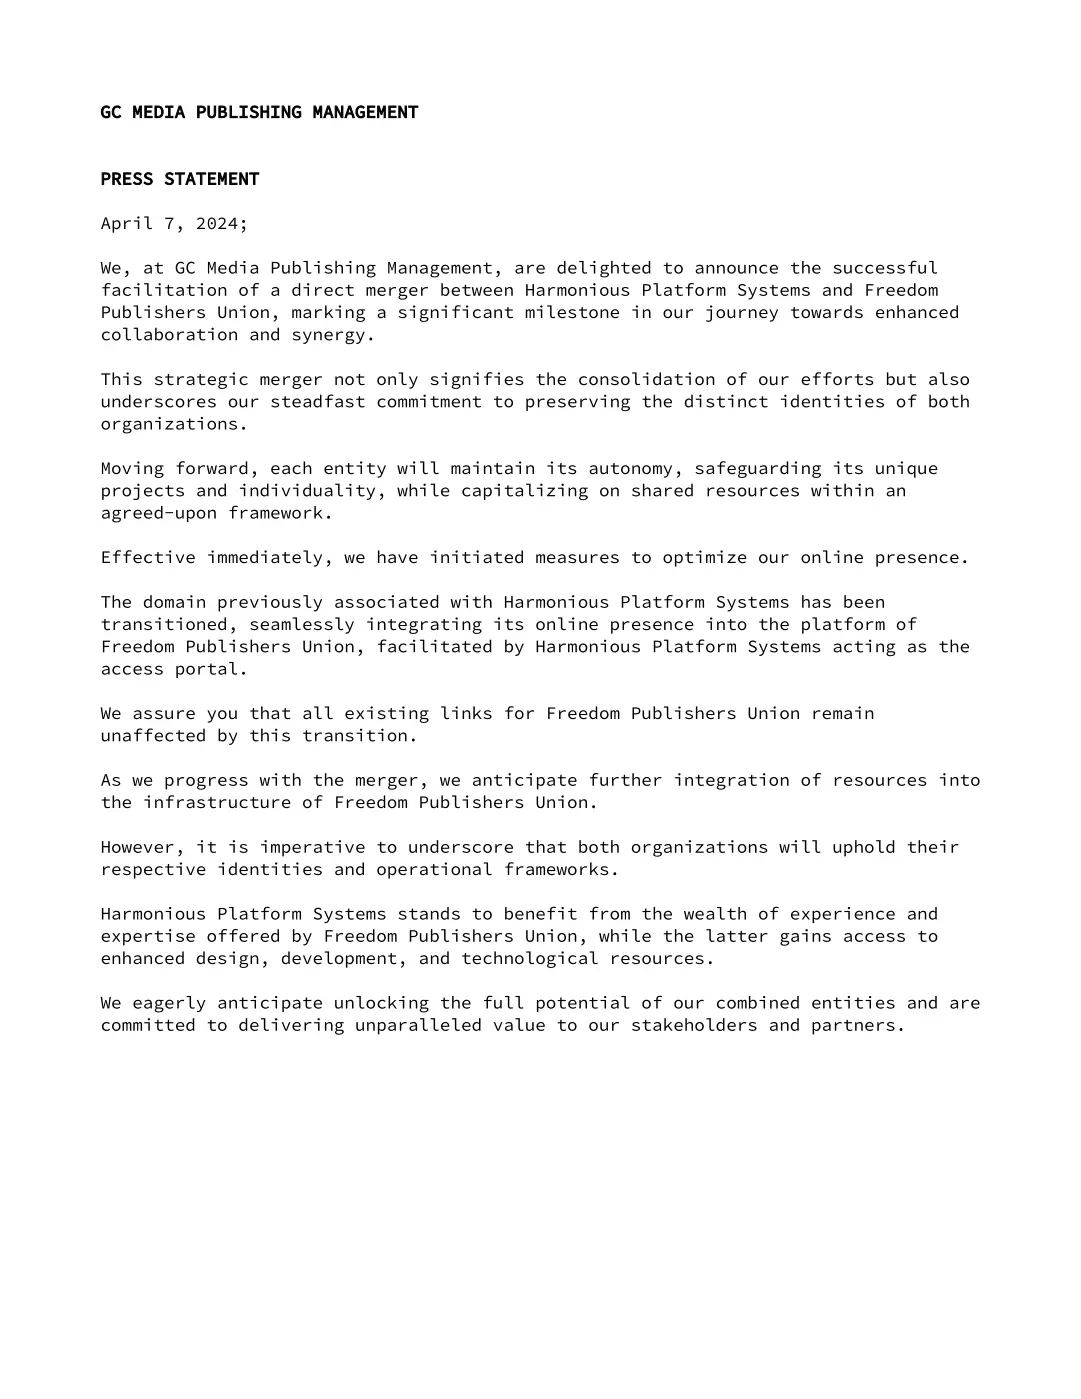 GC MEDIA PUBLISHING MANAGEMENT
PRESS STATEMENT
April 7, 2024;
We, at GC Media Publishing Management, are delighted to announce the successful
facilitation of a direct merger between Harmonious Platform Systems and Freedom
Publishers Union, marking a significant milestone in our journey towards enhanced
collaboration and synergy.
This strategic merger not only signifies the consolidation of our efforts but also
underscores our steadfast commitment to preserving the distinct identities of both
organizations.
Moving forward, each entity will maintain its autonomy, safeguarding its unique
projects and individuality, while capitalizing on shared resources within an
agreed-upon framework.
Effective immediately, we have initiated measures to optimize our online presence.
The domain previously associated with Harmonious Platform Systems has been
transitioned, seamlessly integrating its online presence into the platform of
Freedom Publishers Union, facilitated by Harmonious Platform Systems acting as the
access portal.
We assure you that all existing links for Freedom Publishers Union remain
unaffected by this transition.
As we progress with the merger, we anticipate further integration of resources into
the infrastructure of Freedom Publishers Union.
However, it is imperative to underscore that both organizations will uphold their
respective identities and operational frameworks.
Harmonious Platform Systems stands to benefit from the wealth of experience and
expertise offered by Freedom Publishers Union, while the latter gains access to
enhanced design, development, and technological resources.
We eagerly anticipate unlocking the full potential of our combined entities and are
committed to delivering unparalleled value to our stakeholders and partners.